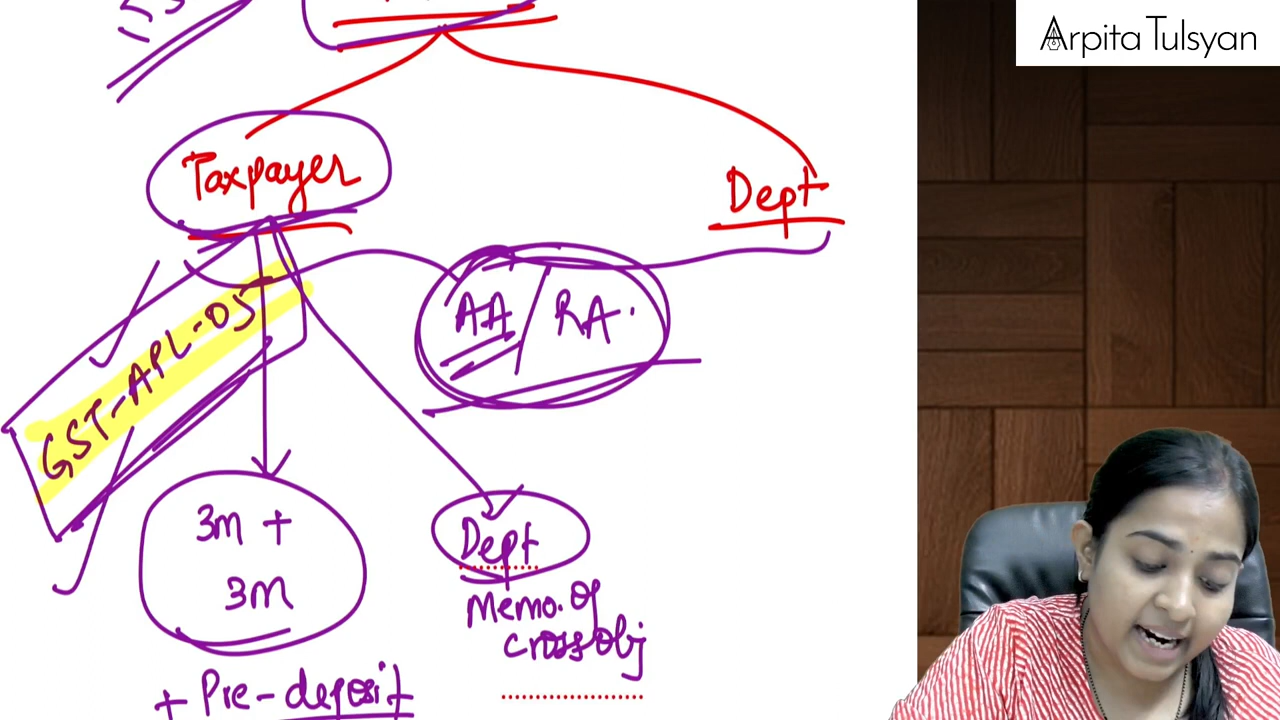 Arpita Tulsyan
Taxpayer
Dept
AA / RA.
GST-APL-05
3m +
3m
Dept
Memo. of
cross obj
+ Pre-deposit